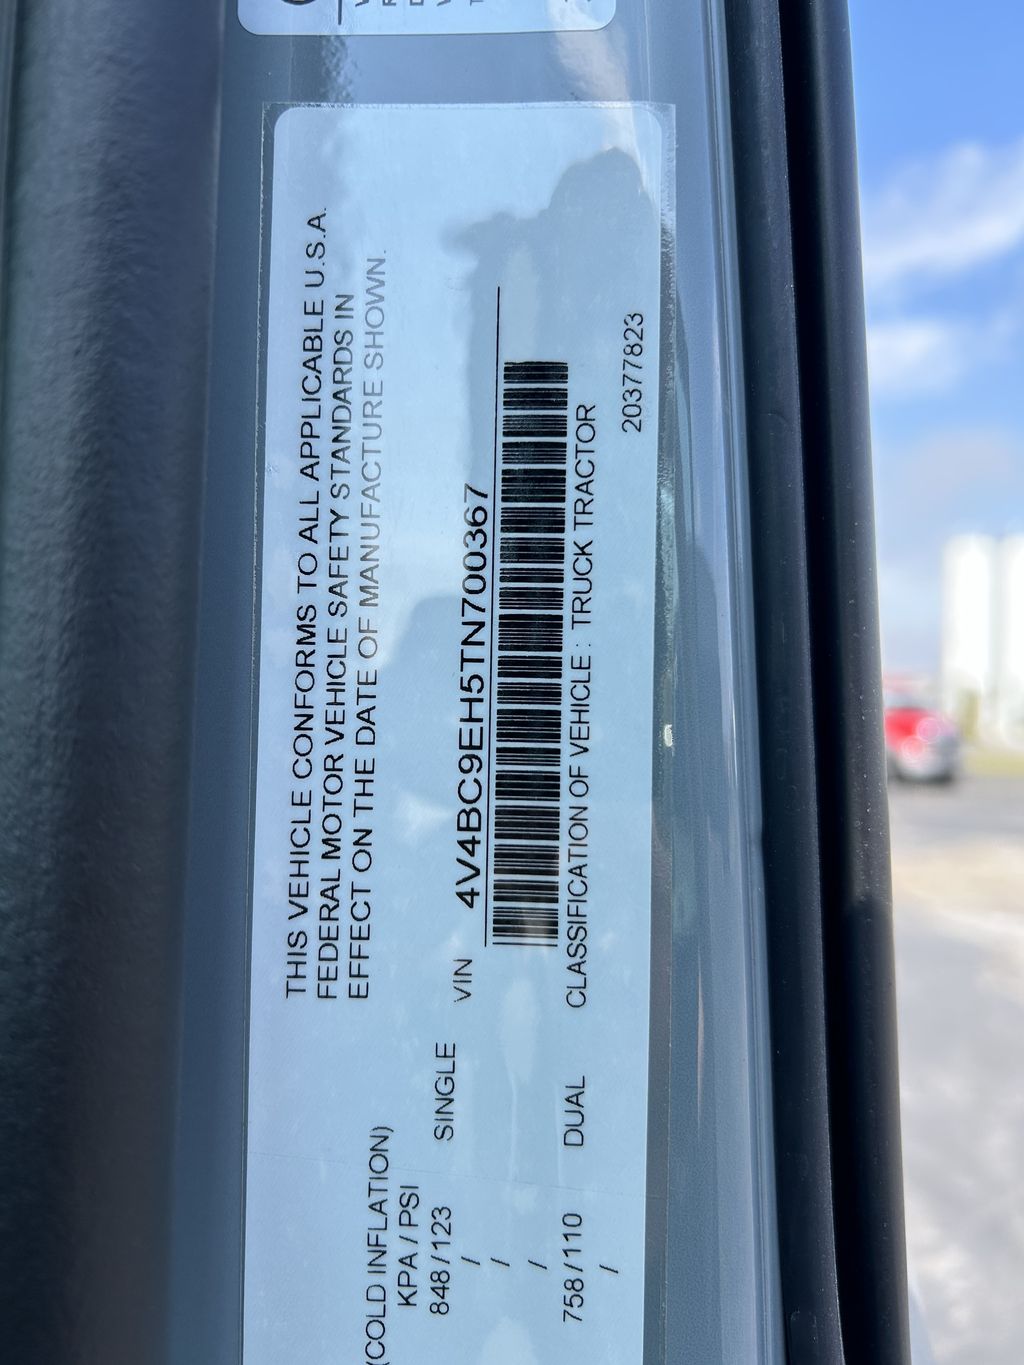 THIS VEHICLE CONFORMS TO ALL APPLICABLE U.S.A.
FEDERAL MOTOR VEHICLE SAFETY STANDARDS IN
EFFECT ON THE DATE OF MANUFACTURE SHOWN.
(COLD INFLATION)
KPA / PSI
848 / 123 SINGLE VIN 4V4BC9EH5TN700367
/
/
/
758 / 110 DUAL CLASSIFICATION OF VEHICLE : TRUCK TRACTOR
/
20377823